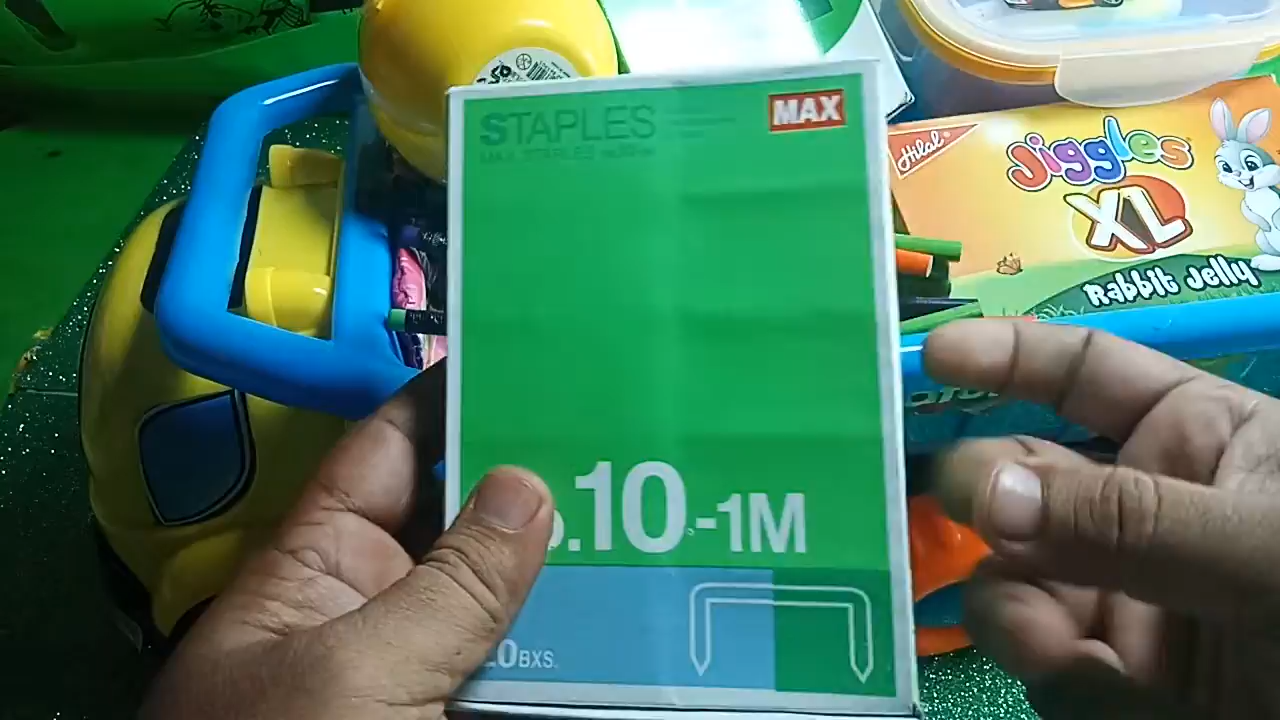 STAPLES
MAX
Hilal
Jiggles
XL
Rabbit Jelly
.10-1M
BXS.